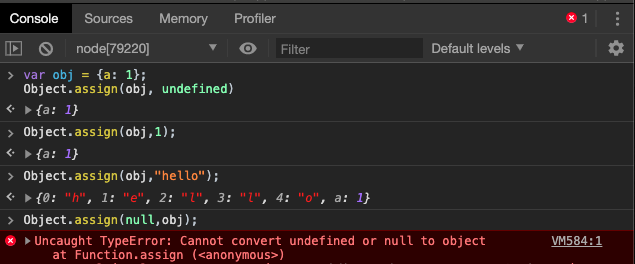 Console Sources Memory Profiler 1
node[79220] Filter Default levels
var obj = {a: 1};
Object.assign(obj, undefined)
{a: 1}
Object.assign(obj,1);
{a: 1}
Object.assign(obj,"hello");
{0: "h", 1: "e", 2: "l", 3: "l", 4: "o", a: 1}
Object.assign(null,obj);
Uncaught TypeError: Cannot convert undefined or null to object VM584:1
at Function.assign (<anonymous>)